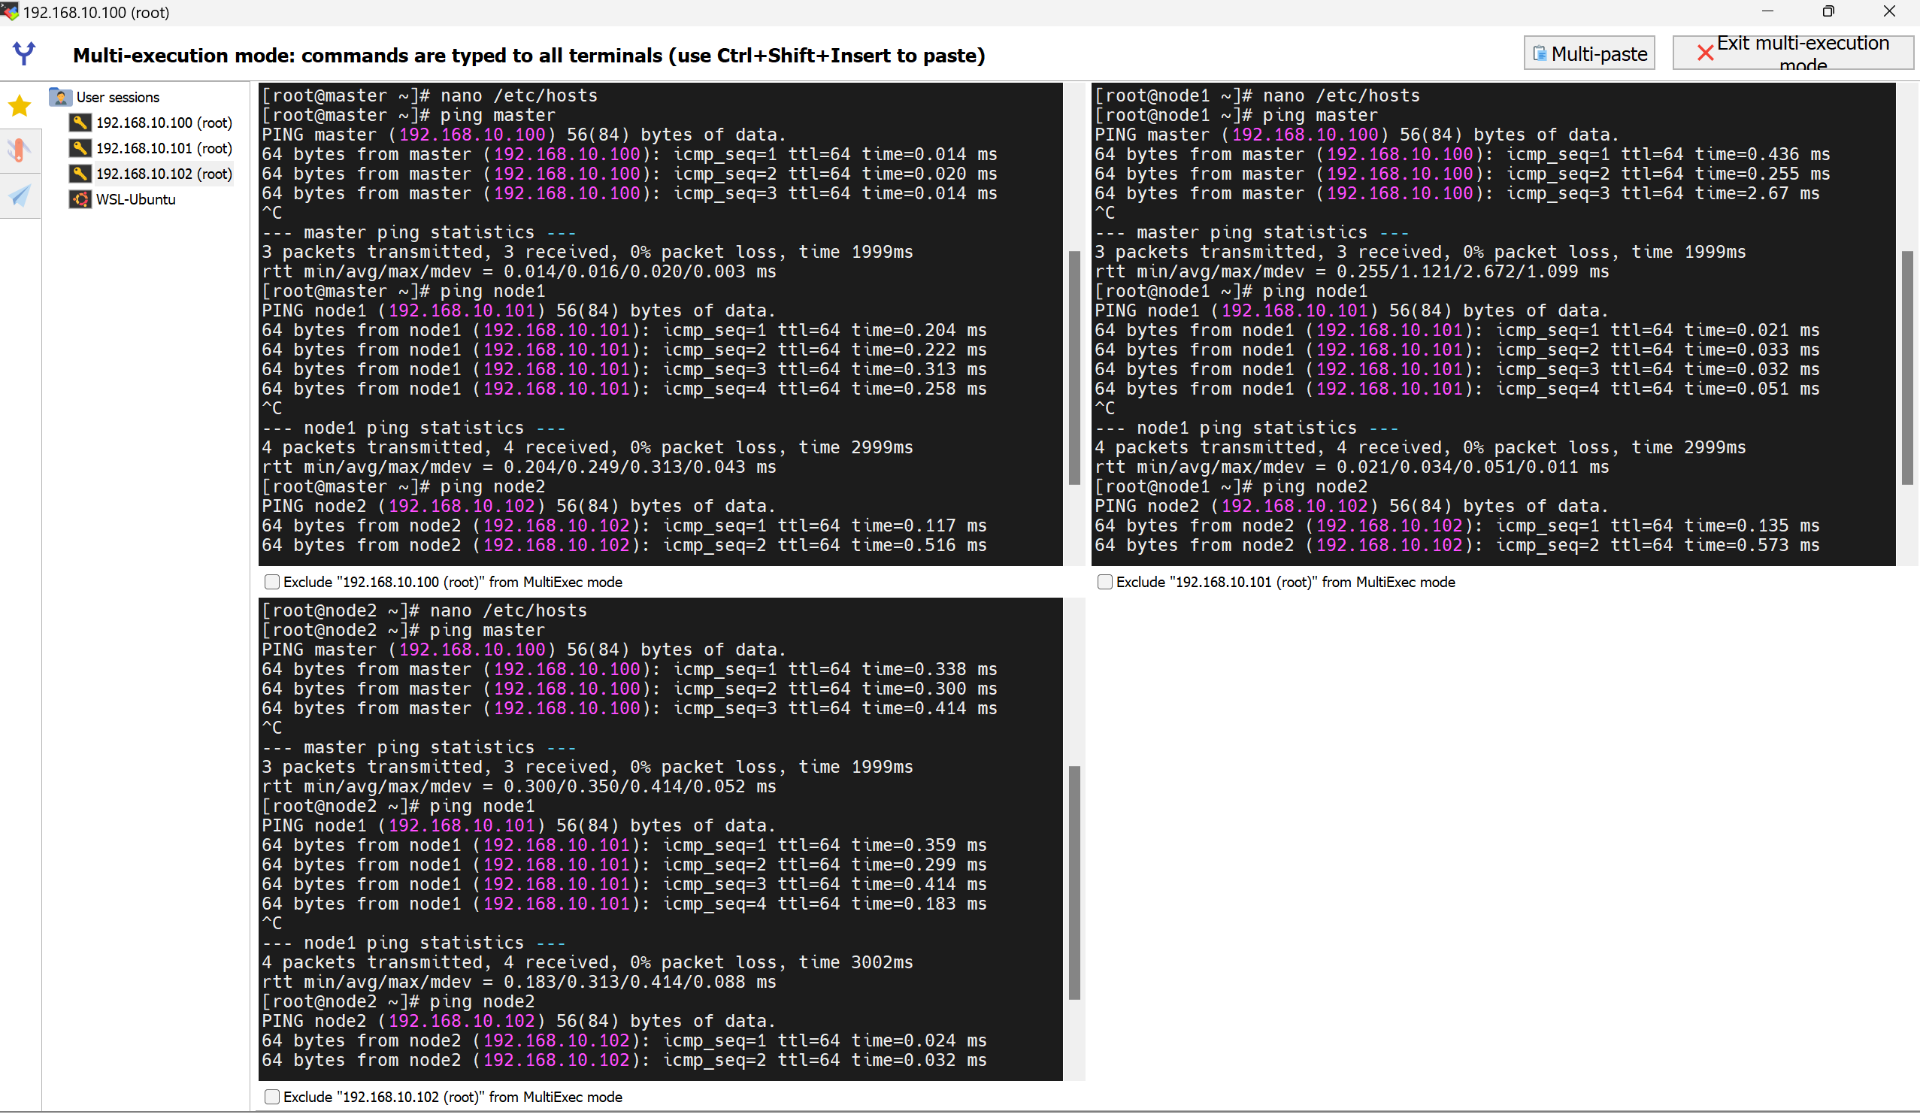 192.168.10.100 (root)
Multi-execution mode: commands are typed to all terminals (use Ctrl+Shift+Insert to paste)
Multi-paste
Exit multi-execution
mode
User sessions
192.168.10.100 (root)
192.168.10.101 (root)
192.168.10.102 (root)
WSL-Ubuntu
[root@master ~]# nano /etc/hosts
[root@master ~]# ping master
PING master (192.168.10.100) 56(84) bytes of data.
64 bytes from master (192.168.10.100): icmp_seq=1 ttl=64 time=0.014 ms
64 bytes from master (192.168.10.100): icmp_seq=2 ttl=64 time=0.020 ms
64 bytes from master (192.168.10.100): icmp_seq=3 ttl=64 time=0.014 ms
^C
--- master ping statistics ---
3 packets transmitted, 3 received, 0% packet loss, time 1999ms
rtt min/avg/max/mdev = 0.014/0.016/0.020/0.003 ms
[root@master ~]# ping node1
PING node1 (192.168.10.101) 56(84) bytes of data.
64 bytes from node1 (192.168.10.101): icmp_seq=1 ttl=64 time=0.204 ms
64 bytes from node1 (192.168.10.101): icmp_seq=2 ttl=64 time=0.222 ms
64 bytes from node1 (192.168.10.101): icmp_seq=3 ttl=64 time=0.313 ms
64 bytes from node1 (192.168.10.101): icmp_seq=4 ttl=64 time=0.258 ms
^C
--- node1 ping statistics ---
4 packets transmitted, 4 received, 0% packet loss, time 2999ms
rtt min/avg/max/mdev = 0.204/0.249/0.313/0.043 ms
[root@master ~]# ping node2
PING node2 (192.168.10.102) 56(84) bytes of data.
64 bytes from node2 (192.168.10.102): icmp_seq=1 ttl=64 time=0.117 ms
64 bytes from node2 (192.168.10.102): icmp_seq=2 ttl=64 time=0.516 ms
Exclude "192.168.10.100 (root)" from MultiExec mode
[root@node1 ~]# nano /etc/hosts
[root@node1 ~]# ping master
PING master (192.168.10.100) 56(84) bytes of data.
64 bytes from master (192.168.10.100): icmp_seq=1 ttl=64 time=0.436 ms
64 bytes from master (192.168.10.100): icmp_seq=2 ttl=64 time=0.255 ms
64 bytes from master (192.168.10.100): icmp_seq=3 ttl=64 time=2.67 ms
^C
--- master ping statistics ---
3 packets transmitted, 3 received, 0% packet loss, time 1999ms
rtt min/avg/max/mdev = 0.255/1.121/2.672/1.099 ms
[root@node1 ~]# ping node1
PING node1 (192.168.10.101) 56(84) bytes of data.
64 bytes from node1 (192.168.10.101): icmp_seq=1 ttl=64 time=0.021 ms
64 bytes from node1 (192.168.10.101): icmp_seq=2 ttl=64 time=0.033 ms
64 bytes from node1 (192.168.10.101): icmp_seq=3 ttl=64 time=0.032 ms
64 bytes from node1 (192.168.10.101): icmp_seq=4 ttl=64 time=0.051 ms
^C
--- node1 ping statistics ---
4 packets transmitted, 4 received, 0% packet loss, time 2999ms
rtt min/avg/max/mdev = 0.021/0.034/0.051/0.011 ms
[root@node1 ~]# ping node2
PING node2 (192.168.10.102) 56(84) bytes of data.
64 bytes from node2 (192.168.10.102): icmp_seq=1 ttl=64 time=0.135 ms
64 bytes from node2 (192.168.10.102): icmp_seq=2 ttl=64 time=0.573 ms
Exclude "192.168.10.101 (root)" from MultiExec mode
[root@node2 ~]# nano /etc/hosts
[root@node2 ~]# ping master
PING master (192.168.10.100) 56(84) bytes of data.
64 bytes from master (192.168.10.100): icmp_seq=1 ttl=64 time=0.338 ms
64 bytes from master (192.168.10.100): icmp_seq=2 ttl=64 time=0.300 ms
64 bytes from master (192.168.10.100): icmp_seq=3 ttl=64 time=0.414 ms
^C
--- master ping statistics ---
3 packets transmitted, 3 received, 0% packet loss, time 1999ms
rtt min/avg/max/mdev = 0.300/0.350/0.414/0.052 ms
[root@node2 ~]# ping node1
PING node1 (192.168.10.101) 56(84) bytes of data.
64 bytes from node1 (192.168.10.101): icmp_seq=1 ttl=64 time=0.359 ms
64 bytes from node1 (192.168.10.101): icmp_seq=2 ttl=64 time=0.299 ms
64 bytes from node1 (192.168.10.101): icmp_seq=3 ttl=64 time=0.414 ms
64 bytes from node1 (192.168.10.101): icmp_seq=4 ttl=64 time=0.183 ms
^C
--- node1 ping statistics ---
4 packets transmitted, 4 received, 0% packet loss, time 3002ms
rtt min/avg/max/mdev = 0.183/0.313/0.414/0.088 ms
[root@node2 ~]# ping node2
PING node2 (192.168.10.102) 56(84) bytes of data.
64 bytes from node2 (192.168.10.102): icmp_seq=1 ttl=64 time=0.024 ms
64 bytes from node2 (192.168.10.102): icmp_seq=2 ttl=64 time=0.032 ms
Exclude "192.168.10.102 (root)" from MultiExec mode